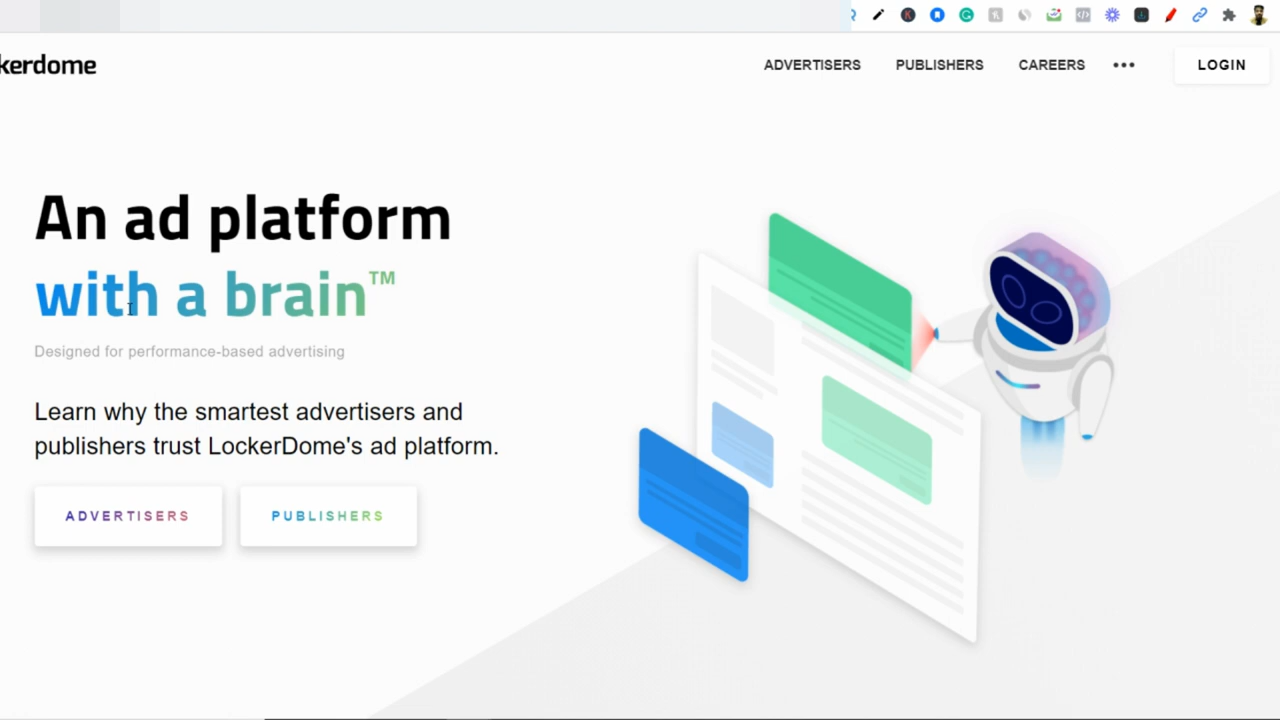 kerdome
ADVERTISERS PUBLISHERS CAREERS ••• LOGIN
An ad platform
with a brain™
Designed for performance-based advertising
Learn why the smartest advertisers and
publishers trust LockerDome's ad platform.
ADVERTISERS PUBLISHERS